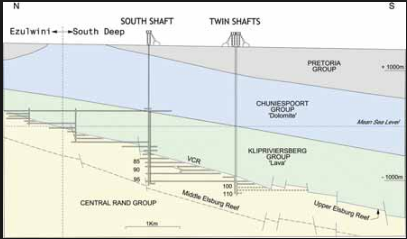 N
S
SOUTH SHAFT
TWIN SHAFTS
Ezulwini
South Deep
PRETORIA
GROUP
+ 1000m
CHUNIESPOORT
GROUP
'Dolomite'
Mean Sea Level
KLIPRIVIERSBERG
GROUP
'Lava'
VCR
85
90
95
100
110
- 1000m
Middle Elsburg Reef
Upper Elsburg Reef
CENTRAL RAND GROUP
1Km